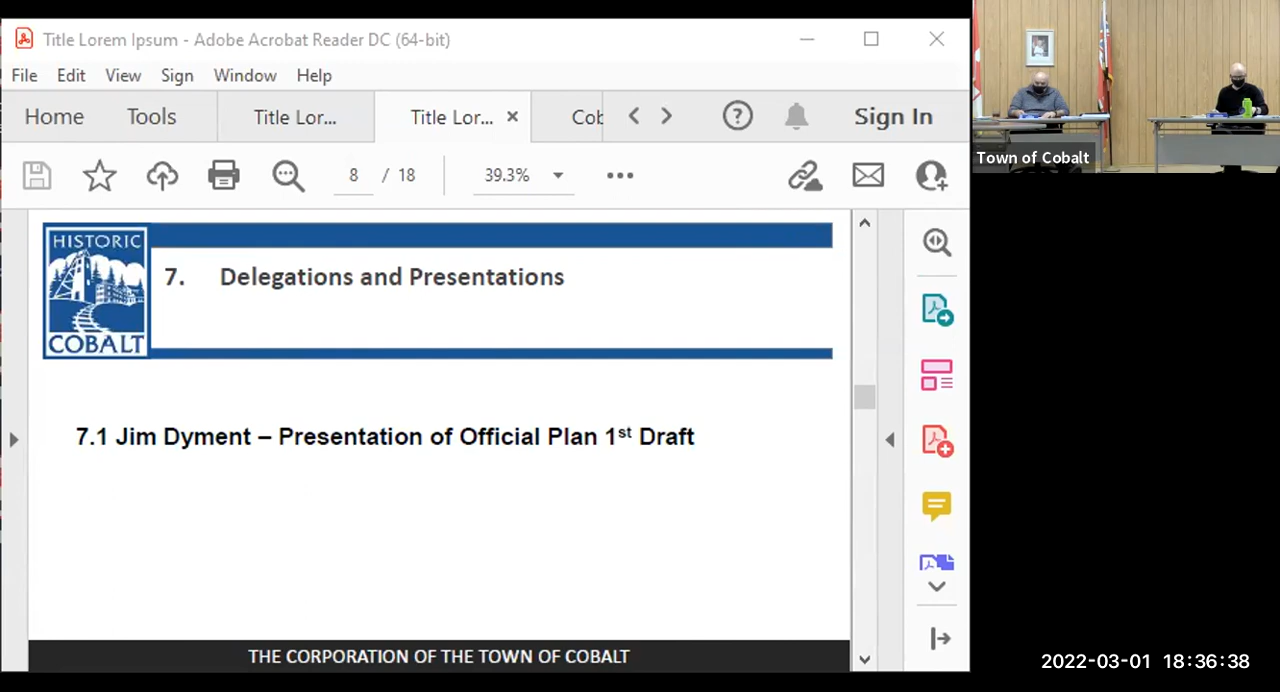 Title Lorem Ipsum - Adobe Acrobat Reader DC (64-bit)
File Edit View Sign Window Help
Home Tools Title Lor... Title Lor... Cob Sign In
8 / 18 39.3%
Town of Cobalt
HISTORIC
COBALT
7. Delegations and Presentations
7.1 Jim Dyment – Presentation of Official Plan 1st Draft
THE CORPORATION OF THE TOWN OF COBALT
2022-03-01 18:36:38